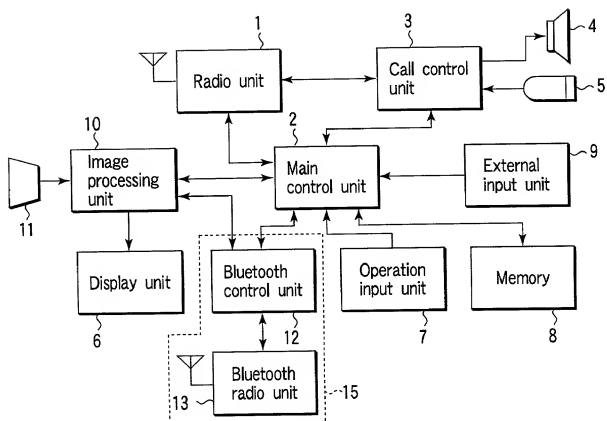 1
Radio unit
3
Call control
unit
4
5
10
Image
processing
unit
11
2
Main
control unit
External
input unit
9
Display unit
6
Bluetooth
control unit
12
Operation
input unit
7
Memory
8
Bluetooth
radio unit
13
15